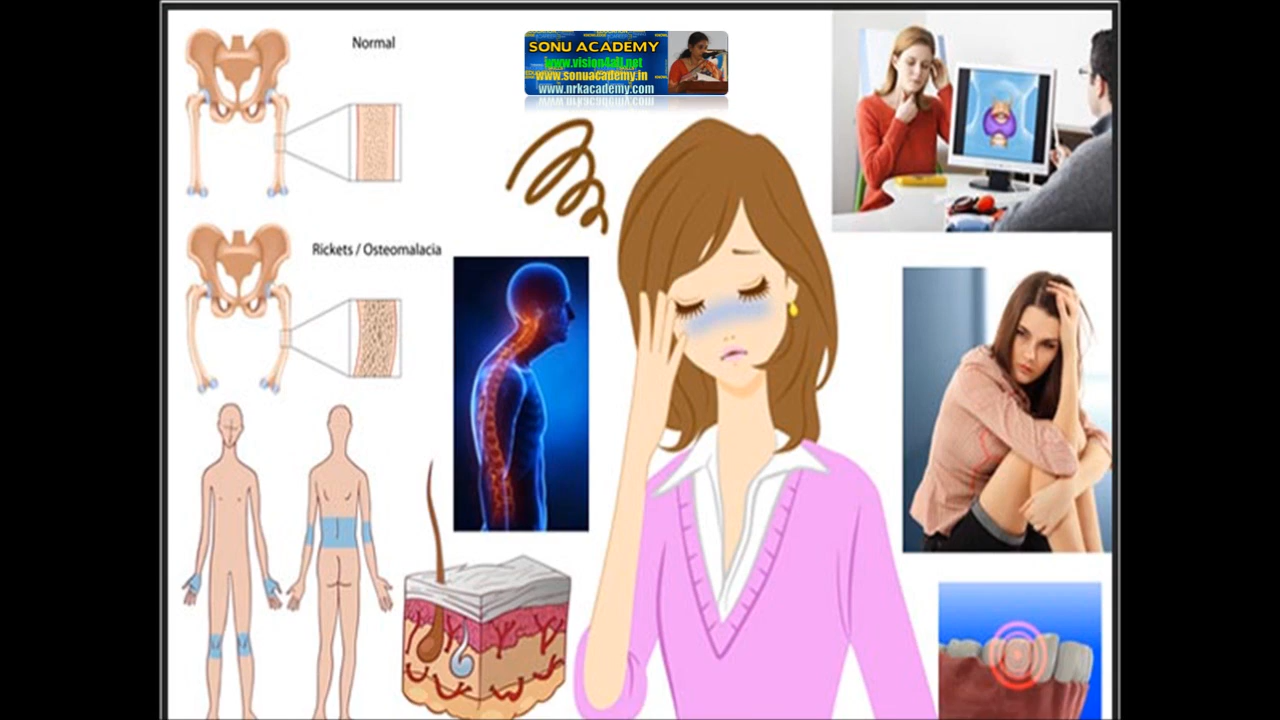 Normal
SONU ACADEMY
www.vision4all.net
www.sonuacademy.in
www.nrkacademy.com
Rickets / Osteomalacia